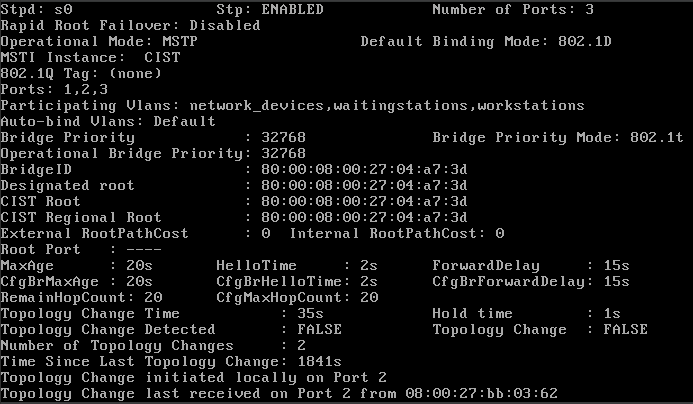 Stpd: s0 Stp: ENABLED Number of Ports: 3
Rapid Root Failover: Disabled
Operational Mode: MSTP Default Binding Mode: 802.1D
MSTI Instance: CIST
802.1Q Tag: (none)
Ports: 1,2,3
Participating Vlans: network_devices,waitingstations,workstations
Auto-bind Vlans: Default
Bridge Priority : 32768 Bridge Priority Mode: 802.1t
Operational Bridge Priority: 32768
BridgeID : 80:00:08:00:27:04:a7:3d
Designated root : 80:00:08:00:27:04:a7:3d
CIST Root : 80:00:08:00:27:04:a7:3d
CIST Regional Root : 80:00:08:00:27:04:a7:3d
External RootPathCost : 0 Internal RootPathCost: 0
Root Port : ----
MaxAge : 20s HelloTime : 2s ForwardDelay : 15s
CfgBrMaxAge : 20s CfgBrHelloTime: 2s CfgBrForwardDelay: 15s
RemainHopCount: 20 CfgMaxHopCount: 20
Topology Change Time : 35s Hold time : 1s
Topology Change Detected : FALSE Topology Change : FALSE
Number of Topology Changes : 2
Time Since Last Topology Change: 1841s
Topology Change initiated locally on Port 2
Topology Change last received on Port 2 from 08:00:27:bb:03:62